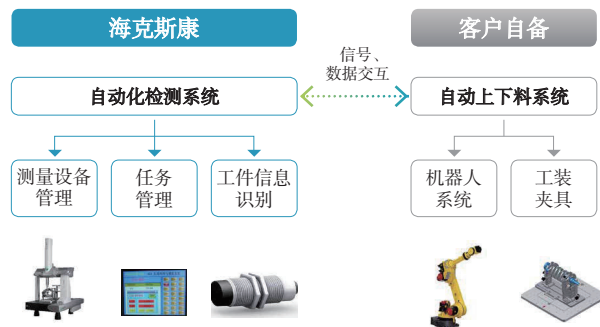 海克斯康
客户自备
信号、
数据交互
自动化检测系统
自动上下料系统
测量设备
管理
任务
管理
工件信息
识别
机器人
系统
工装
夹具